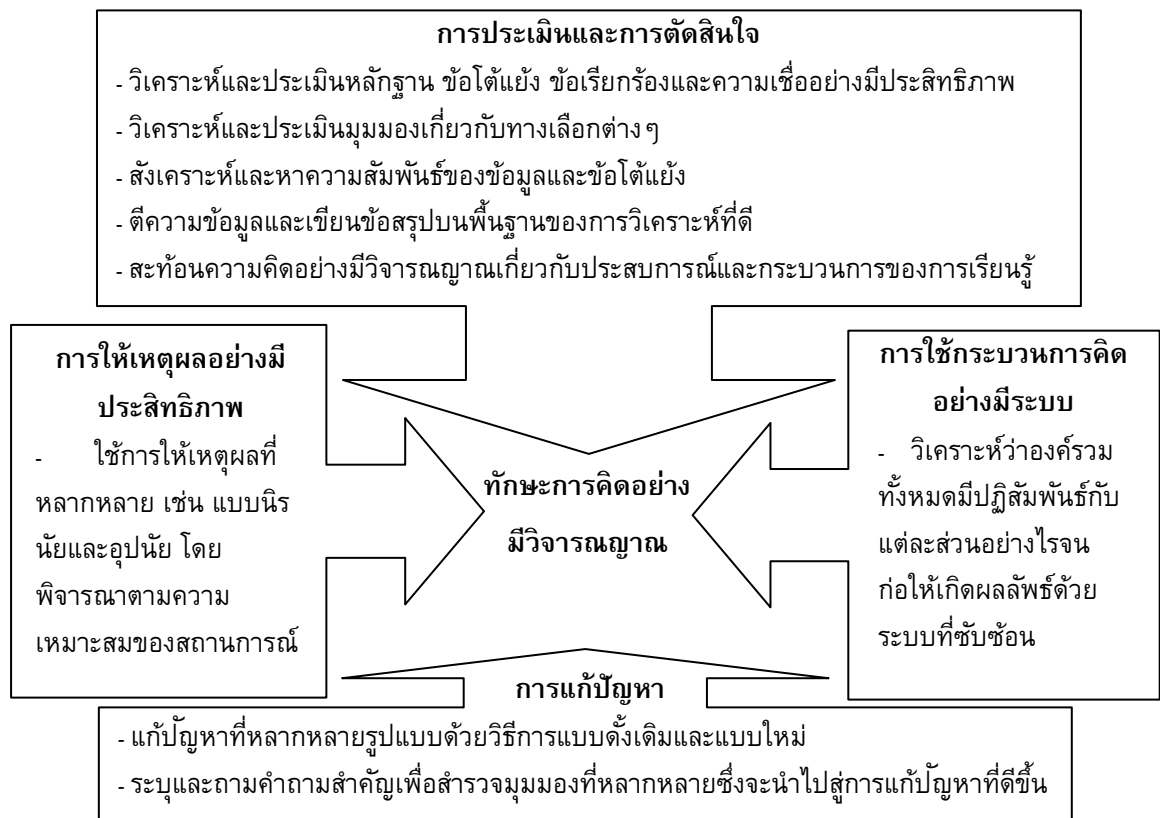 การประเมินและการตัดสินใจ
- วิเคราะห์และประเมินหลักฐาน ข้อโต้แย้ง ข้อเรียกร้องและความเชื่ออย่างมีประสิทธิภาพ
- วิเคราะห์และประเมินมุมมองเกี่ยวกับทางเลือกต่าง ๆ
- สังเคราะห์และหาความสัมพันธ์ของข้อมูลและข้อโต้แย้ง
- ตีความข้อมูลและเขียนข้อสรุปบนพื้นฐานของการวิเคราะห์ที่ดี
- สะท้อนความคิดอย่างมีวิจารณญาณเกี่ยวกับประสบการณ์และกระบวนการของการเรียนรู้
การให้เหตุผลอย่างมี
ประสิทธิภาพ
- ใช้การให้เหตุผลที่
หลากหลาย เช่น แบบนิร
นัยและอุปนัย โดย
พิจารณาตามความ
เหมาะสมของสถานการณ์
ทักษะการคิดอย่าง
มีวิจารณญาณ
การใช้กระบวนการคิด
อย่างมีระบบ
- วิเคราะห์ว่าองค์รวม
ทั้งหมดมีปฏิสัมพันธ์กับ
แต่ละส่วนอย่างไรจน
ก่อให้เกิดผลลัพธ์ด้วย
ระบบที่ซับซ้อน
การแก้ปัญหา
- แก้ปัญหาที่หลากหลายรูปแบบด้วยวิธีการแบบดั้งเดิมและแบบใหม่
- ระบุและถามคำถามสำคัญเพื่อสำรวจมุมมองที่หลากหลายซึ่งจะนำไปสู่การแก้ปัญหาที่ดีขึ้น